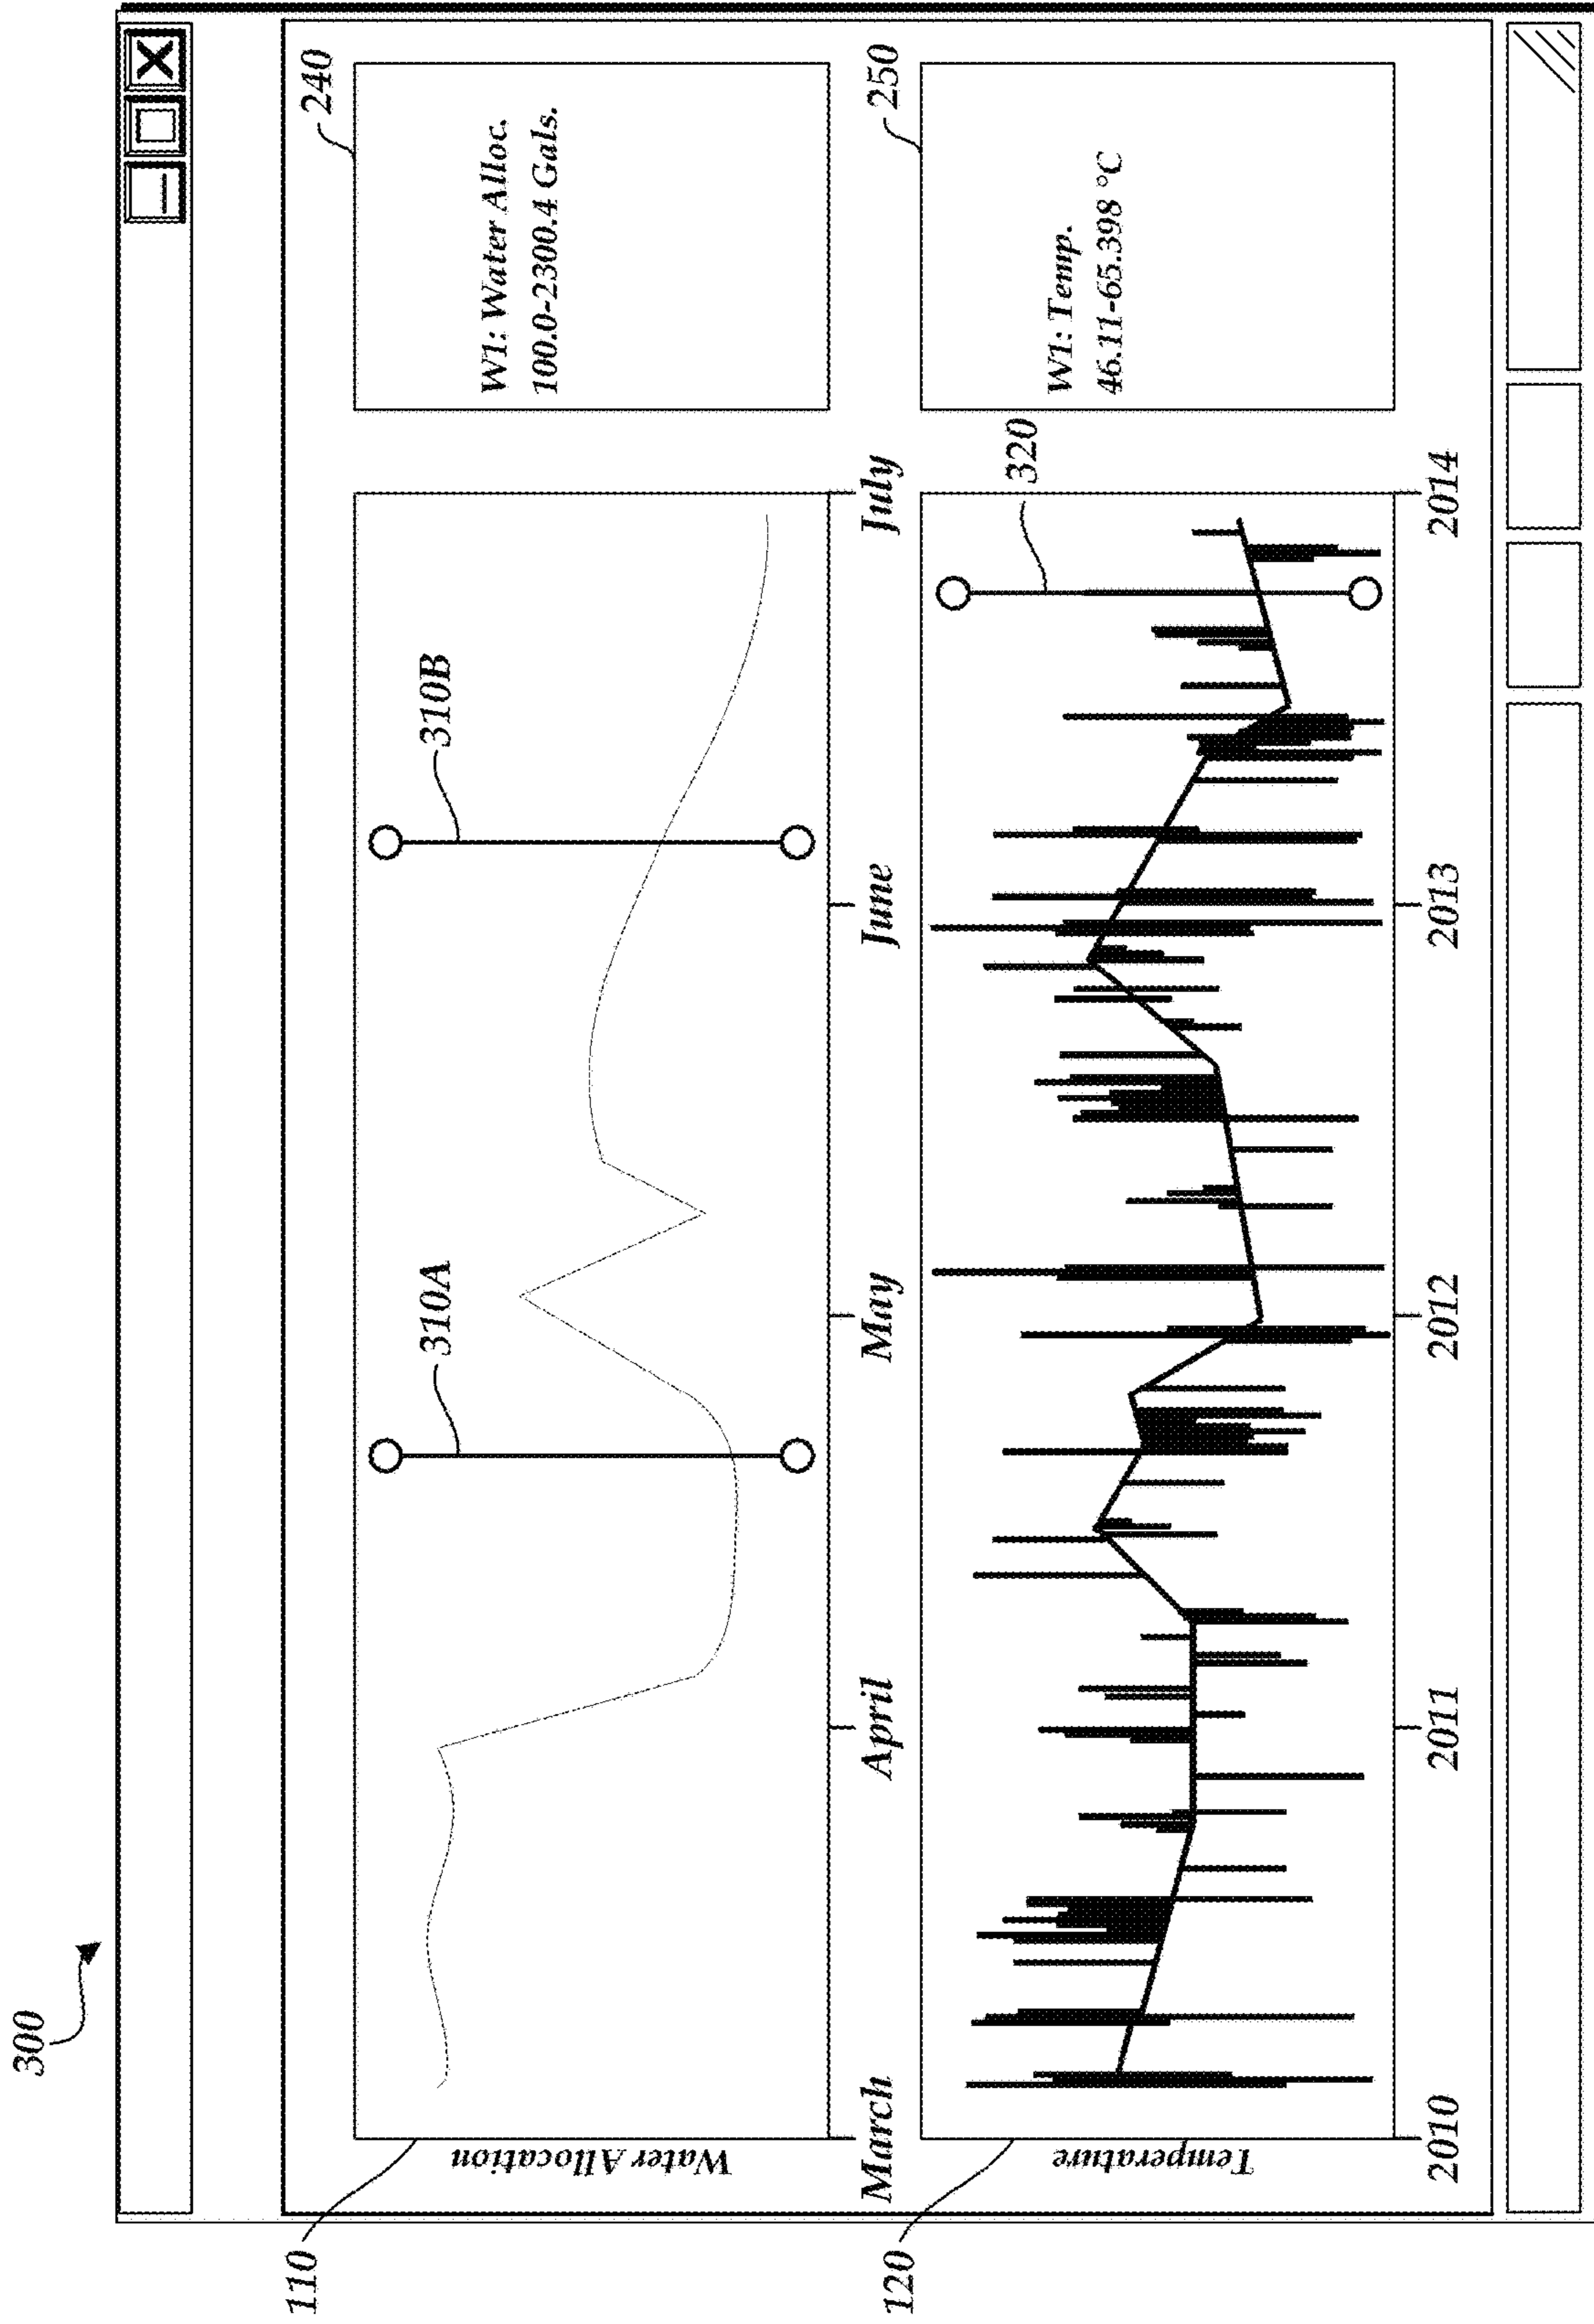 300
110
Water Allocation
310A
310B
240
W1: Water Alloc.
100.0-2300.4 Gals.
March
April
May
June
July
120
Temperature
320
250
W1: Temp.
46.11-65.398 °C
2010
2011
2012
2013
2014